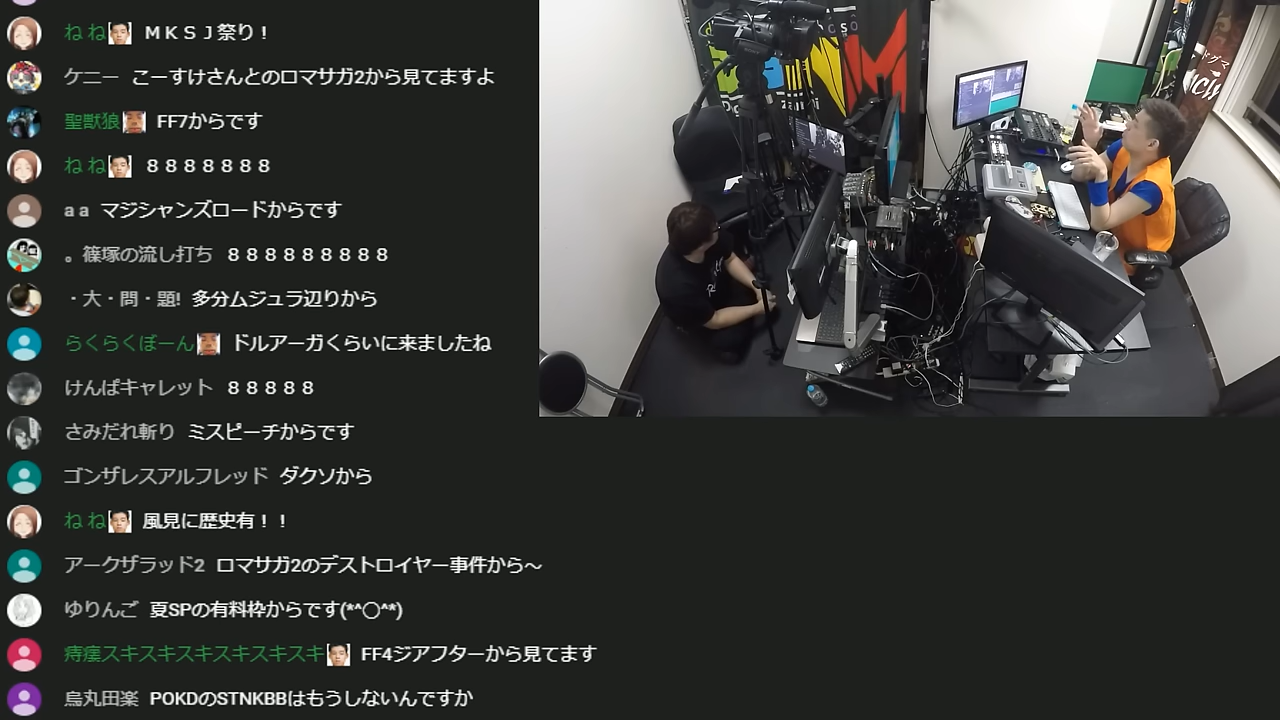 ね ね ＭＫＳＪ祭り！
ケニー こーすけさんとのロマサガ2から見てますよ
聖獣狼 FF7からです
ね ね ８８８８８８８
a a マジシャンズロードからです
。篠塚の流し打ち ８８８８８８８８８
・大・問・題! 多分ムジュラ辺りから
らくらくぽーん ドルアーガくらいに来ましたね
けんぱキャレット ８８８８８
さみだれ斬り ミスピーチからです
ゴンザレスアルフレッド ダクソから
ね ね 風見に歴史有！！
アークザラッド2 ロマサガ2のデストロイヤー事件から～
ゆりんご 夏SPの有料枠からです(*^〇^*)
痔瘻スキスキスキスキスキスキ FF4ジアフターから見てます
烏丸田楽 POKDのSTNKBBはもうしないんですか